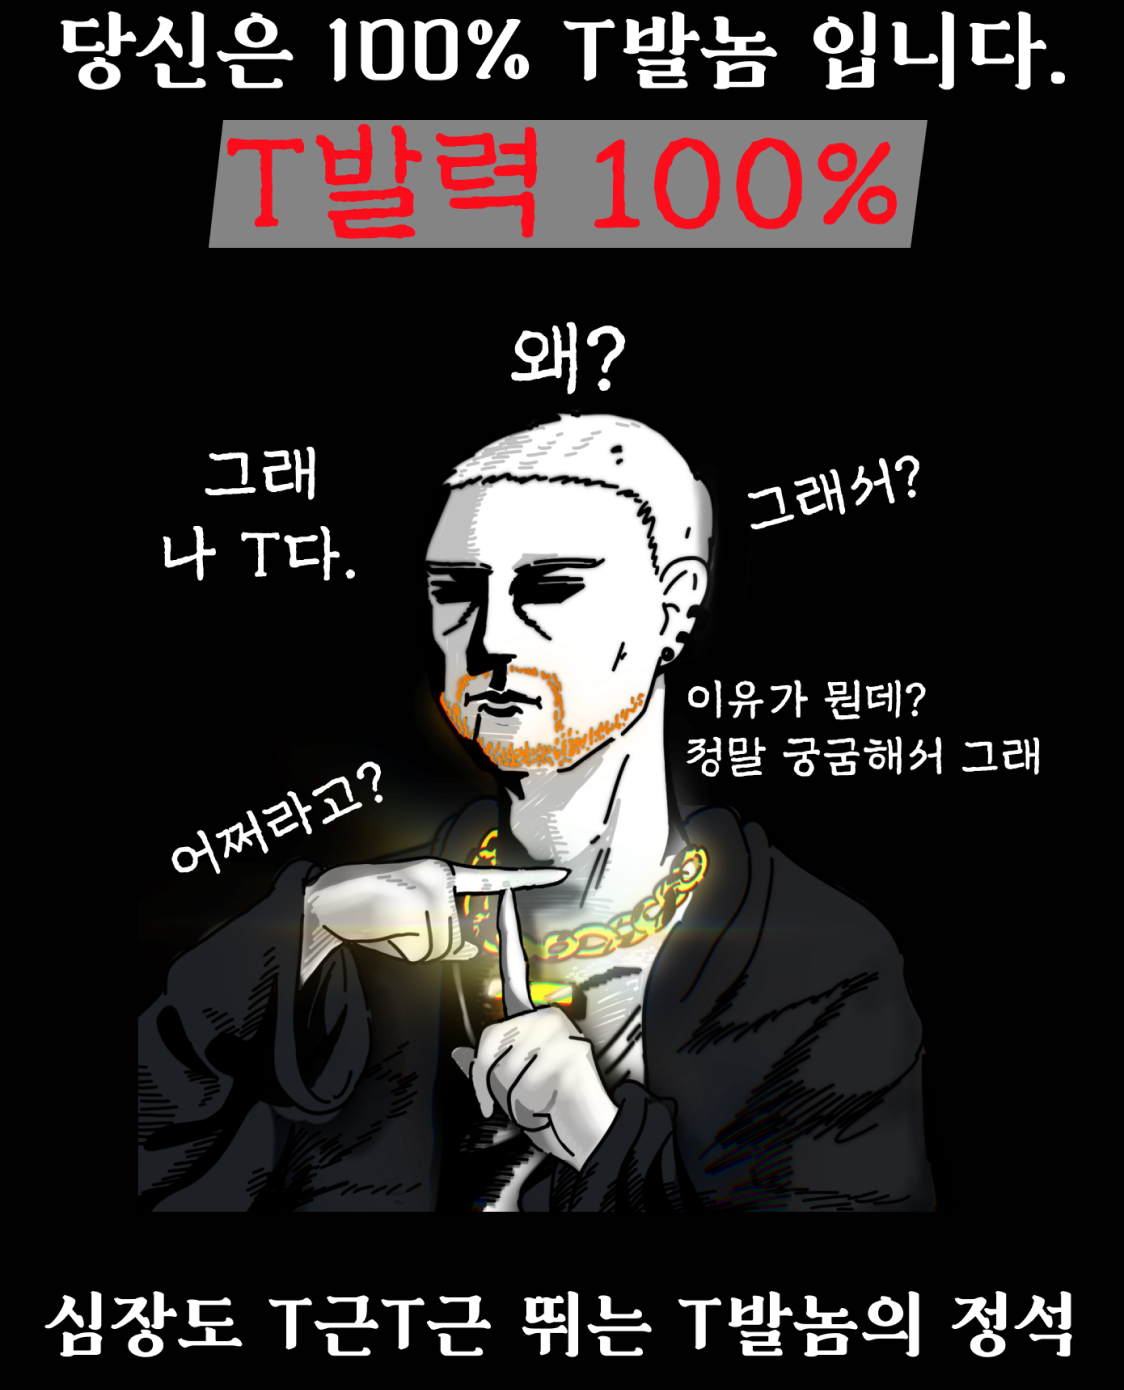 당신은 100% T발놈 입니다.
T발력 100%
왜?
그래
나 T다.
그래서?
이유가 뭔데?
정말 궁굼해서 그래
어쩌라고?
심장도 T근T근 뛰는 T발놈의 정석